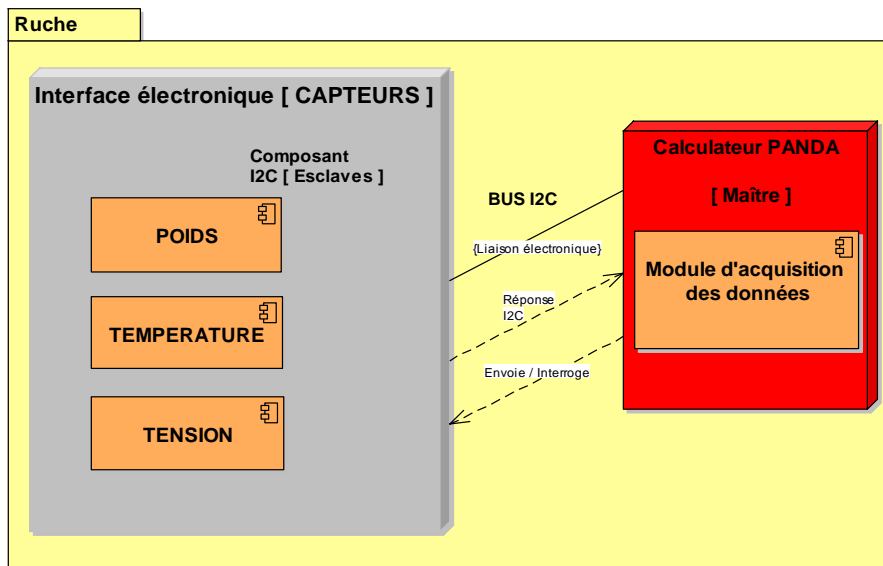 Ruche
Interface électronique [ CAPTEURS ]
Composant
I2C [ Esclaves ]
POIDS
TEMPERATURE
TENSION
BUS I2C
{Liaison électronique}
Réponse
I2C
Envoie / Interroge
Calculateur PANDA
[ Maître ]
Module d'acquisition
des données